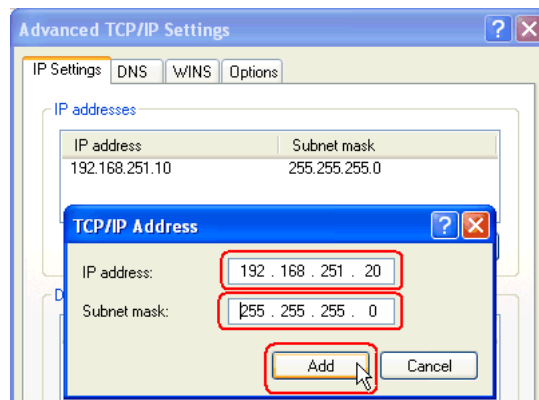 Advanced TCP/IP Settings
IP Settings DNS WINS Options
IP addresses
IP address Subnet mask
192.168.251.10 255.255.255.0
TCP/IP Address
IP address: 192 . 168 . 251 . 20
Subnet mask: 255 . 255 . 255 . 0
Add Cancel